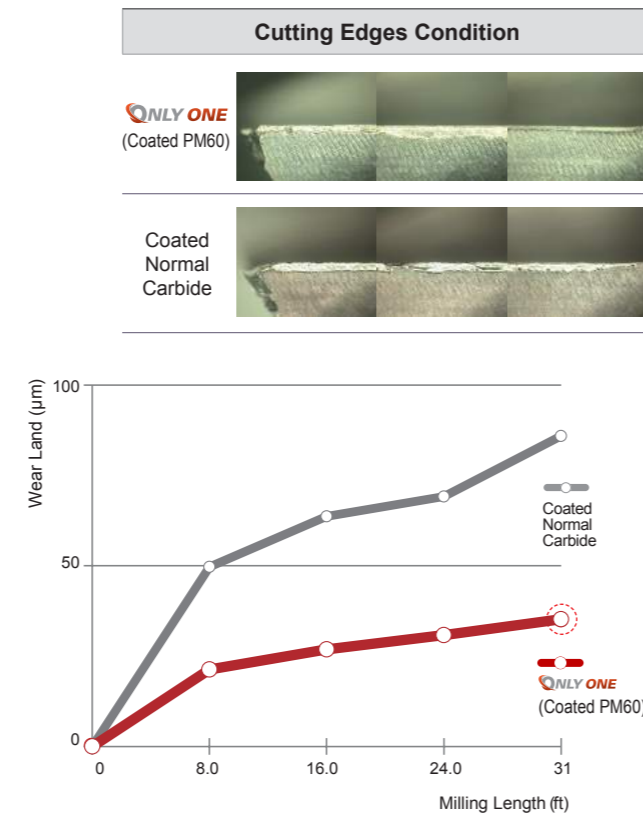 Cutting Edges Condition
ONLY ONE
(Coated PM60)
Coated
Normal
Carbide
Wear Land (μm)
100
50
0
Coated
Normal
Carbide
ONLY ONE
(Coated PM60)
0 8.0 16.0 24.0 31
Milling Length (ft)